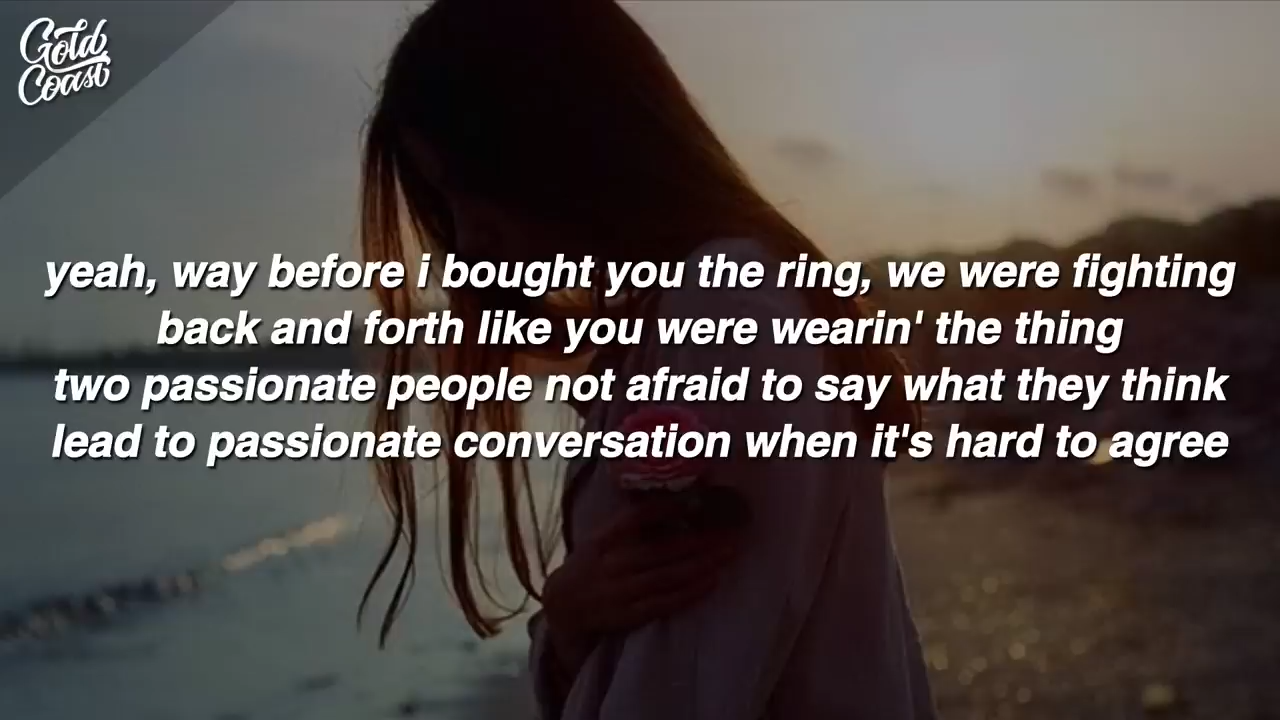 Gold
Coast
yeah, way before i bought you the ring, we were fighting
back and forth like you were wearin' the thing
two passionate people not afraid to say what they think
lead to passionate conversation when it's hard to agree